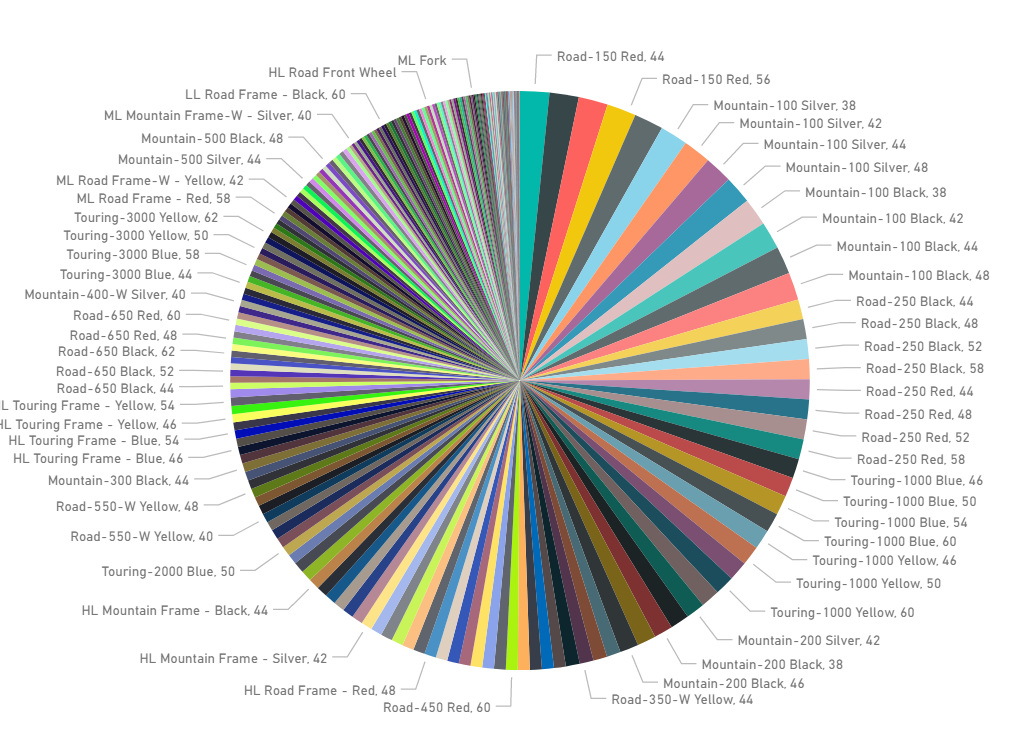 Road-150 Red, 44
Road-150 Red, 56
Mountain-100 Silver, 38
Mountain-100 Silver, 42
Mountain-100 Silver, 44
Mountain-100 Silver, 48
Mountain-100 Black, 38
Mountain-100 Black, 42
Mountain-100 Black, 44
Mountain-100 Black, 48
Road-250 Black, 44
Road-250 Black, 48
Road-250 Black, 52
Road-250 Black, 58
Road-250 Red, 44
Road-250 Red, 48
Road-250 Red, 52
Road-250 Red, 58
Touring-1000 Blue, 46
Touring-1000 Blue, 50
Touring-1000 Blue, 54
Touring-1000 Blue, 60
Touring-1000 Yellow, 46
Touring-1000 Yellow, 50
Touring-1000 Yellow, 60
Mountain-200 Silver, 42
Mountain-200 Black, 38
Mountain-200 Black, 46
Road-350-W Yellow, 44
Road-450 Red, 60
HL Road Frame - Red, 48
HL Mountain Frame - Silver, 42
HL Mountain Frame - Black, 44
Touring-2000 Blue, 50
Road-550-W Yellow, 40
Road-550-W Yellow, 48
Mountain-300 Black, 44
HL Touring Frame - Blue, 46
HL Touring Frame - Blue, 54
HL Touring Frame - Yellow, 46
HL Touring Frame - Yellow, 54
Road-650 Black, 44
Road-650 Black, 52
Road-650 Black, 62
Road-650 Red, 48
Road-650 Red, 60
Mountain-400-W Silver, 40
Touring-3000 Blue, 44
Touring-3000 Blue, 58
Touring-3000 Yellow, 50
Touring-3000 Yellow, 62
ML Road Frame - Red, 58
ML Road Frame-W - Yellow, 42
Mountain-500 Silver, 44
Mountain-500 Black, 48
ML Mountain Frame-W - Silver, 40
LL Road Frame - Black, 60
HL Road Front Wheel
ML Fork